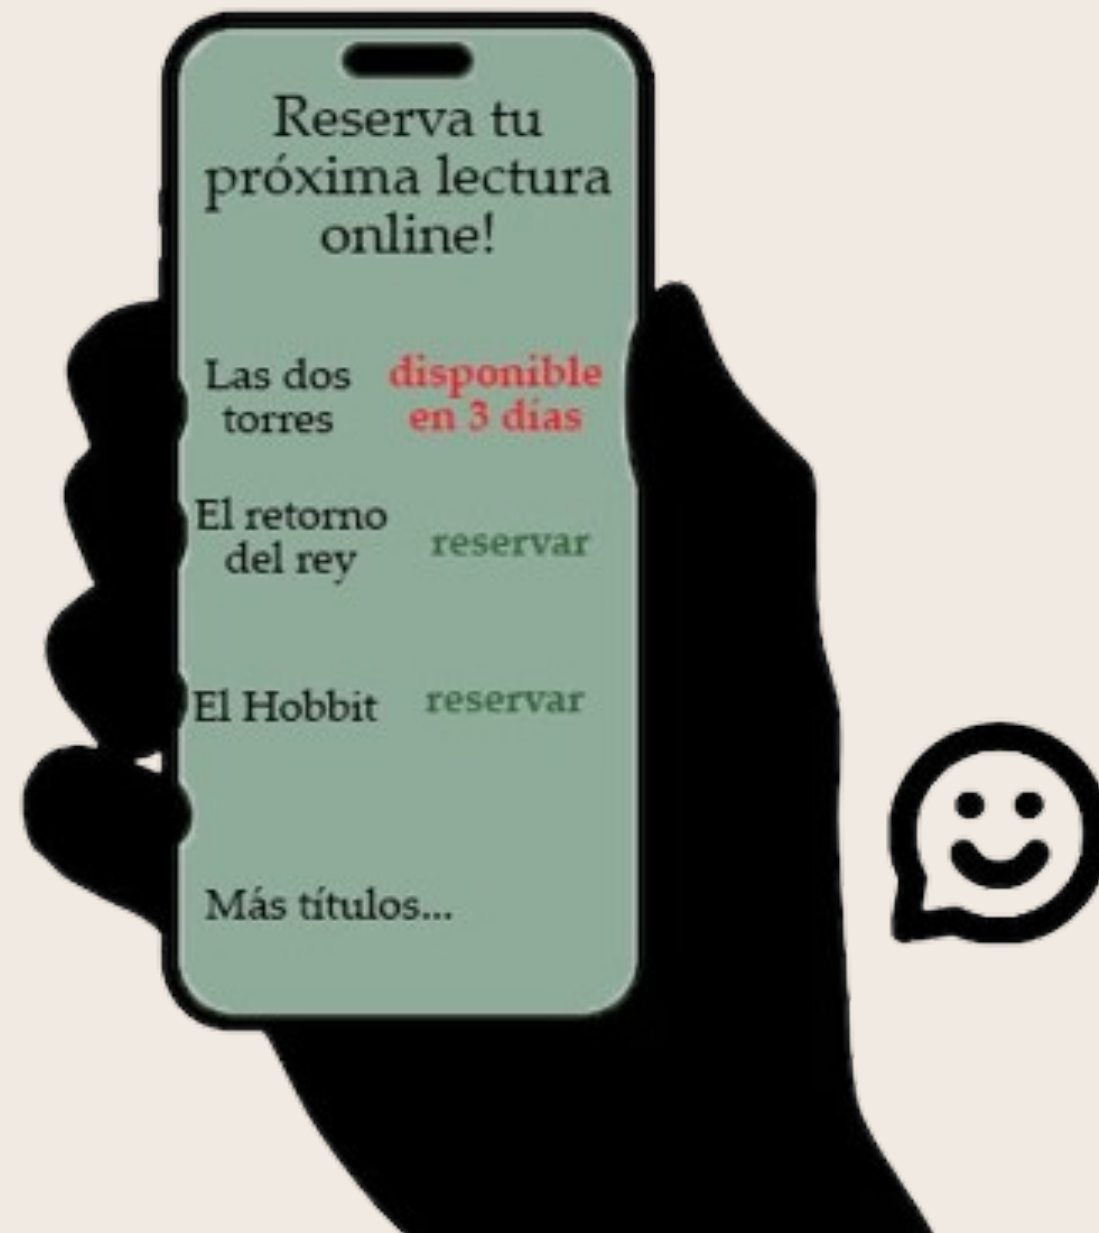 Reserva tu
próxima lectura
online!
Las dos
torres
disponible
en 3 días
El retorno
del rey
reservar
El Hobbit
reservar
Más títulos...